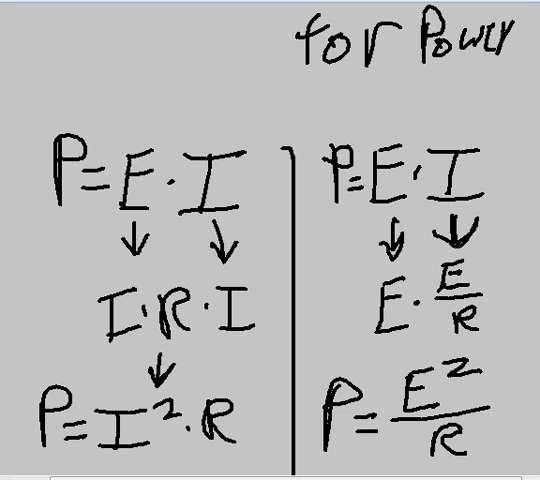 for Power
P=E·I
↓ ↓
I·R·I
↓
P=I²·R
P=E·I
↓ ↓
E·E/R
P=E²/R